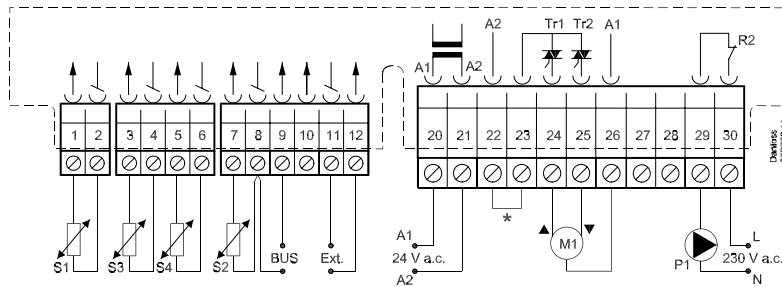 Tr1 Tr2
A2 A1
R2
A1 A2
1 2 3 4 5 6 7 8 9 10 11 12
20 21 22 23 24 25 26 27 28 29 30
Danfoss
*
A1 M1 L
BUS Ext. 24 V a.c. P1 230 V a.c.
S1 S3 S4 S2 A2 N